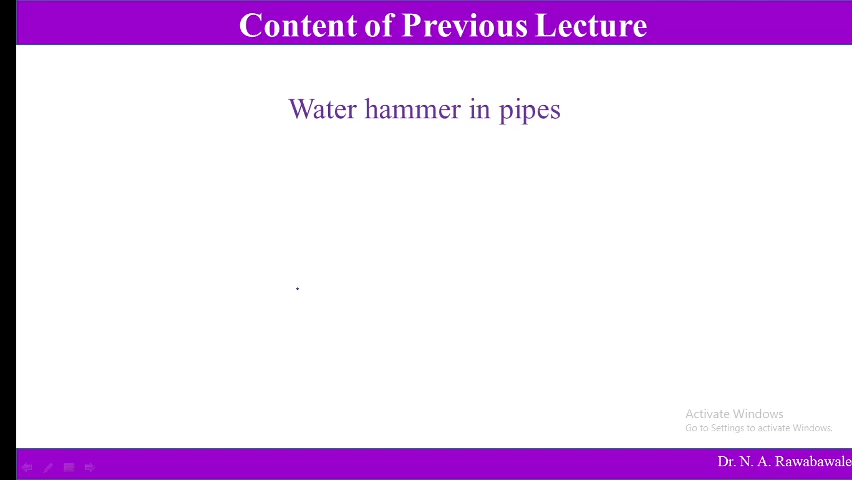 Content of Previous Lecture
Water hammer in pipes
Activate Windows
Go to Settings to activate Windows.
Dr. N. A. Rawabawale